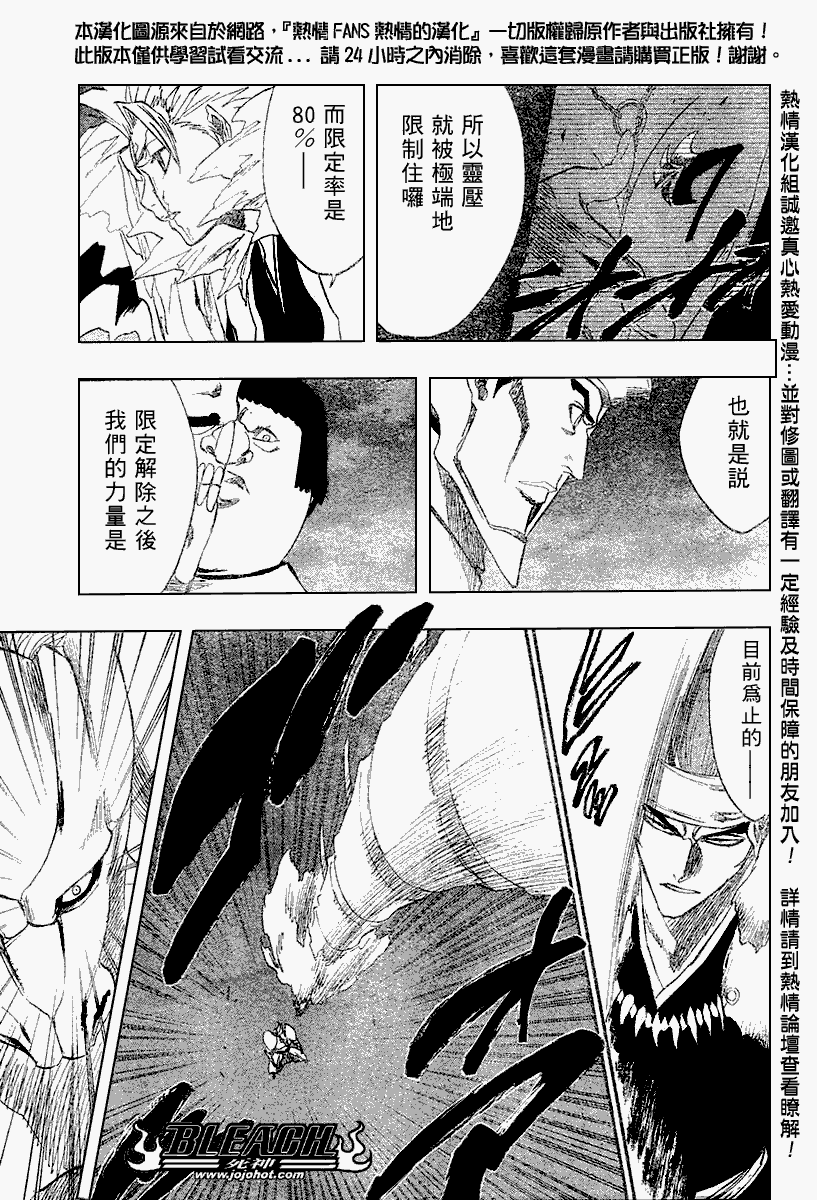 本漢化圖源來自於網路，『熱情FANS熱情的漢化』一切版權歸原作者與出版社擁有！
此版本僅供學習試看交流... 請24小時之內消除，喜歡這套漫畫請購買正版！謝謝。
熱情漢化組誠邀真心熱愛動漫…並對修圖或翻譯有一定經驗及時間保障的朋友加入！ 詳情請到熱情論壇查看瞭解！
所以靈壓
就被極端地
限制住囉
而限定率是
80%——
也就是説
限定解除之後
我們的力量是
目前爲止的——
BLEACH
死神
www.jojohot.com